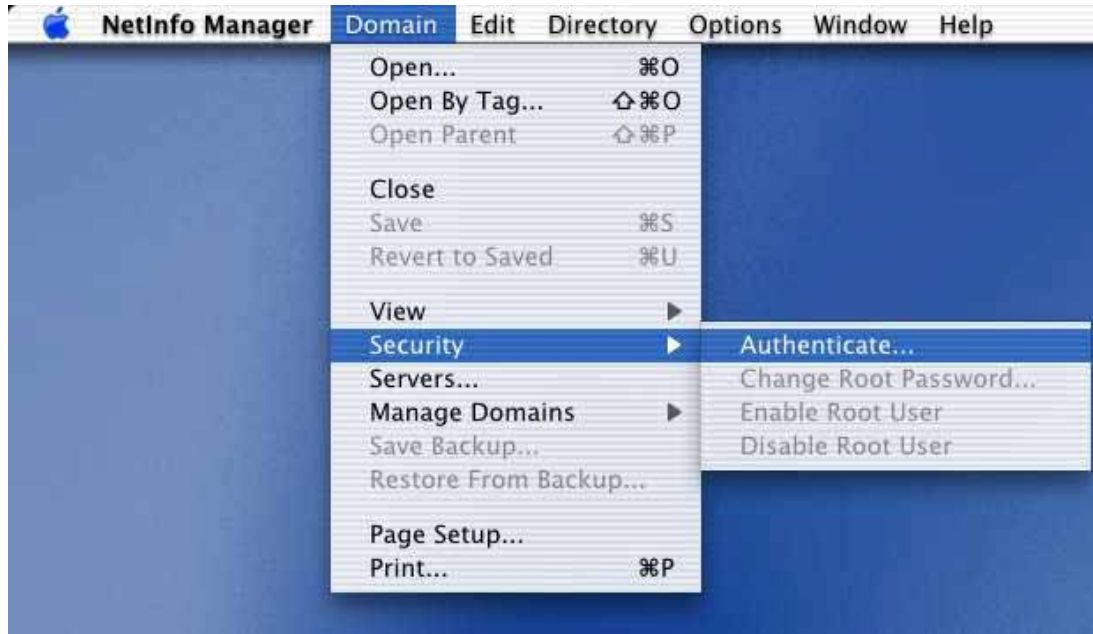 NetInfo Manager Domain Edit Directory Options Window Help
Open... ⌘O
Open By Tag... ⇧⌘O
Open Parent ⇧⌘P
Close
Save ⌘S
Revert to Saved ⌘U
View
Security
Servers...
Manage Domains
Save Backup...
Restore From Backup...
Page Setup...
Print... ⌘P
Authenticate...
Change Root Password...
Enable Root User
Disable Root User